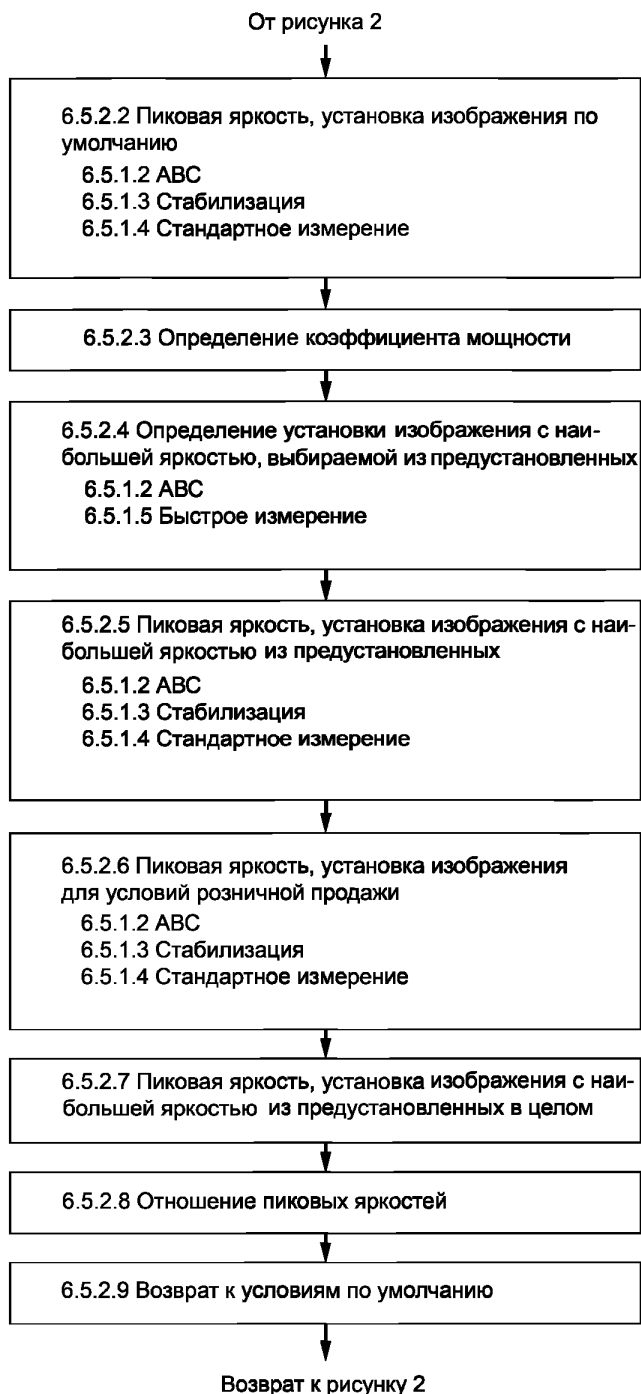 От рисунка 2
6.5.2.2 Пиковая яркость, установка изображения по
умолчанию
6.5.1.2 АВС
6.5.1.3 Стабилизация
6.5.1.4 Стандартное измерение
6.5.2.3 Определение коэффициента мощности
6.5.2.4 Определение установки изображения с наи-
большей яркостью, выбираемой из предустановленных
6.5.1.2 АВС
6.5.1.5 Быстрое измерение
6.5.2.5 Пиковая яркость, установка изображения с наи-
большей яркостью из предустановленных
6.5.1.2 АВС
6.5.1.3 Стабилизация
6.5.1.4 Стандартное измерение
6.5.2.6 Пиковая яркость, установка изображения
для условий розничной продажи
6.5.1.2 АВС
6.5.1.3 Стабилизация
6.5.1.4 Стандартное измерение
6.5.2.7 Пиковая яркость, установка изображения с наи-
большей яркостью из предустановленных в целом
6.5.2.8 Отношение пиковых яркостей
6.5.2.9 Возврат к условиям по умолчанию
Возврат к рисунку 2